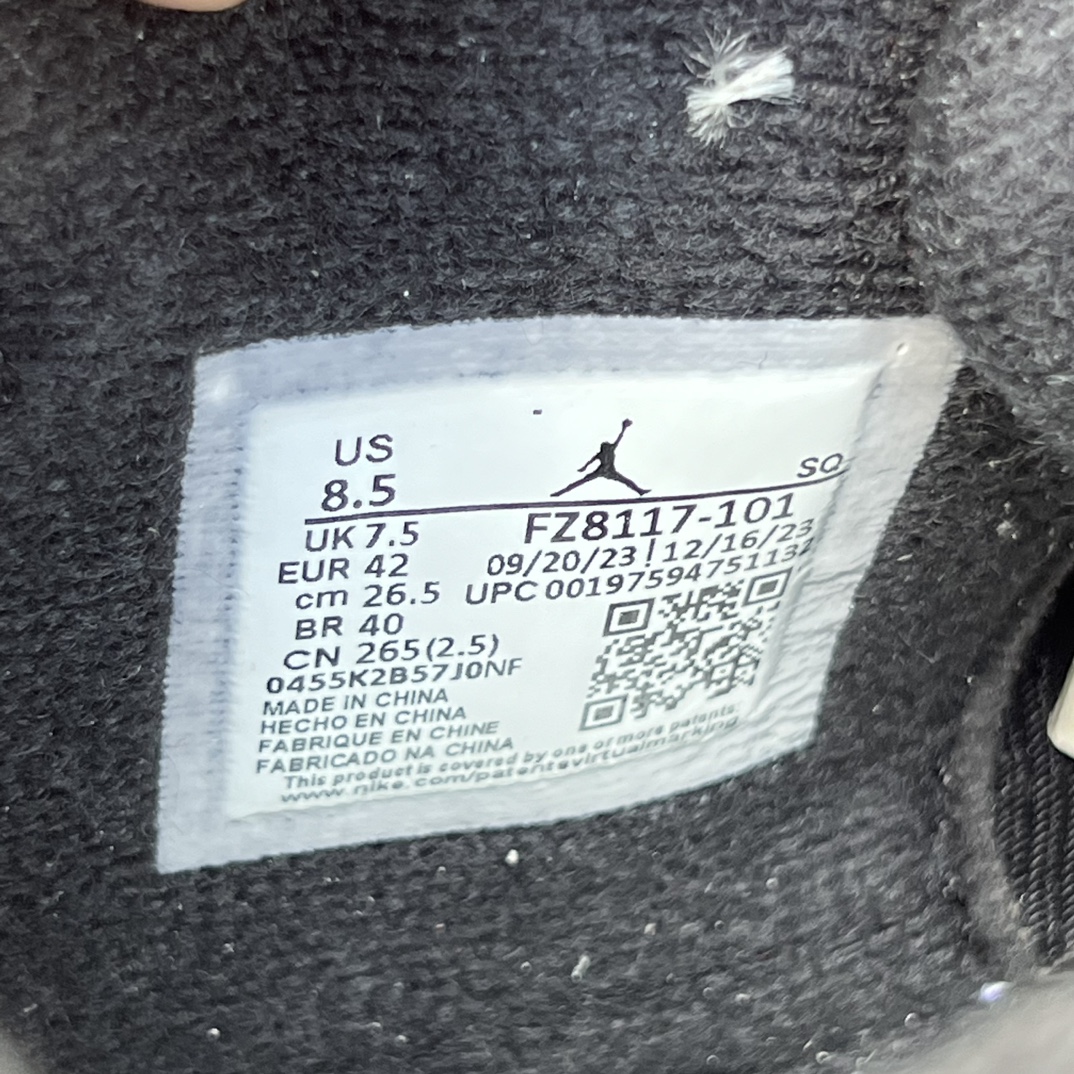 US
8.5
SQ
UK 7.5
FZ8117-101
EUR 42
09/20/23 | 12/16/23
cm 26.5
UPC 00197594751132
BR 40
CN 265(2.5)
0455K2B57J0NF
MADE IN CHINA
HECHO EN CHINA
FABRIQUE EN CHINE
FABRICADO NA CHINA
This product is covered by one or more patents:
www.nike.com/patentsvirtualmarking